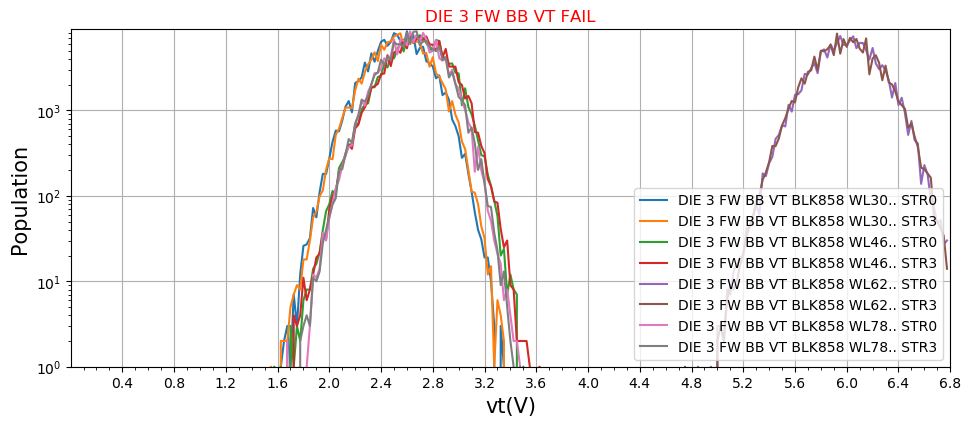 DIE 3 FW BB VT FAIL
Population
10^3
10^2
10^1
10^0
DIE 3 FW BB VT BLK858 WL30.. STR0
DIE 3 FW BB VT BLK858 WL30.. STR3
DIE 3 FW BB VT BLK858 WL46.. STR0
DIE 3 FW BB VT BLK858 WL46.. STR3
DIE 3 FW BB VT BLK858 WL62.. STR0
DIE 3 FW BB VT BLK858 WL62.. STR3
DIE 3 FW BB VT BLK858 WL78.. STR0
DIE 3 FW BB VT BLK858 WL78.. STR3
0.4 0.8 1.2 1.6 2.0 2.4 2.8 3.2 3.6 4.0 4.4 4.8 5.2 5.6 6.0 6.4 6.8
vt(V)